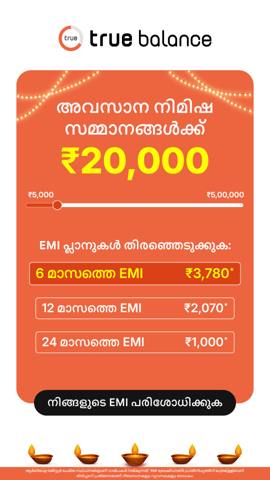 true
true balance
അവസാന നിമിഷ
സമ്മാനങ്ങൾക്ക്
₹20,000
₹5,000 ₹5,00,000
EMI പ്ലാനുകൾ തിരഞ്ഞെടുക്കുക:
6 മാസത്തെ EMI ₹3,780*
12 മാസത്തെ EMI ₹2,070*
24 മാസത്തെ EMI ₹1,000*
നിങ്ങളുടെ EMI പരിശോധിക്കുക